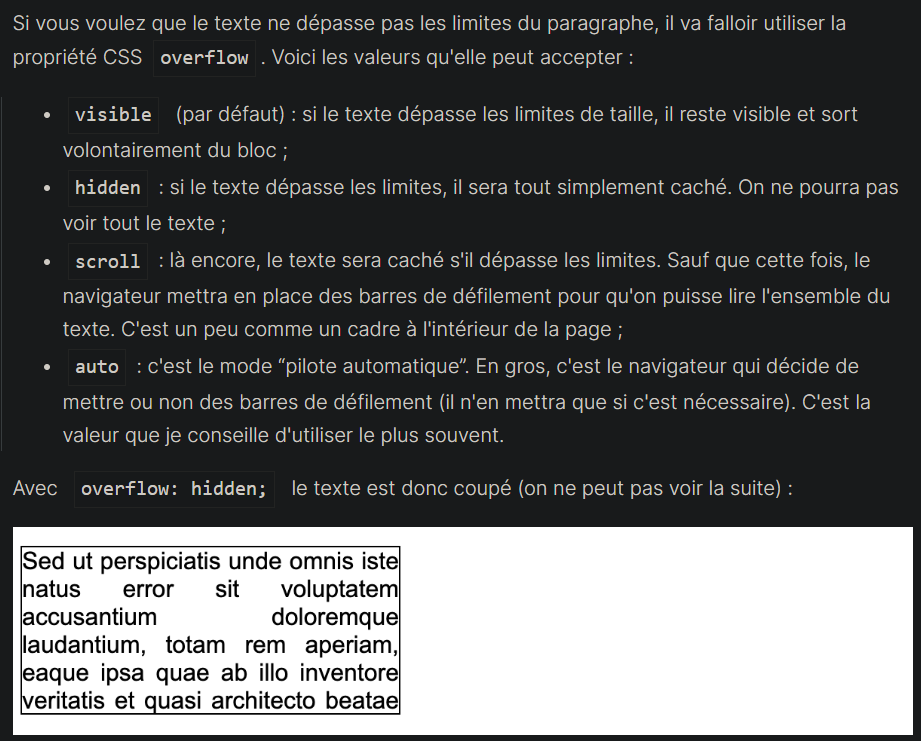 Si vous voulez que le texte ne dépasse pas les limites du paragraphe, il va falloir utiliser la
propriété CSS overflow . Voici les valeurs qu'elle peut accepter :
• visible (par défaut) : si le texte dépasse les limites de taille, il reste visible et sort
volontairement du bloc ;
• hidden : si le texte dépasse les limites, il sera tout simplement caché. On ne pourra pas
voir tout le texte ;
• scroll : là encore, le texte sera caché s'il dépasse les limites. Sauf que cette fois, le
navigateur mettra en place des barres de défilement pour qu'on puisse lire l'ensemble du
texte. C'est un peu comme un cadre à l'intérieur de la page ;
• auto : c'est le mode “pilote automatique”. En gros, c'est le navigateur qui décide de
mettre ou non des barres de défilement (il n'en mettra que si c'est nécessaire). C'est la
valeur que je conseille d'utiliser le plus souvent.
Avec overflow: hidden; le texte est donc coupé (on ne peut pas voir la suite) :
Sed ut perspiciatis unde omnis iste
natus error sit voluptatem
accusantium doloremque
laudantium, totam rem aperiam,
eaque ipsa quae ab illo inventore
veritatis et quasi architecto beatae